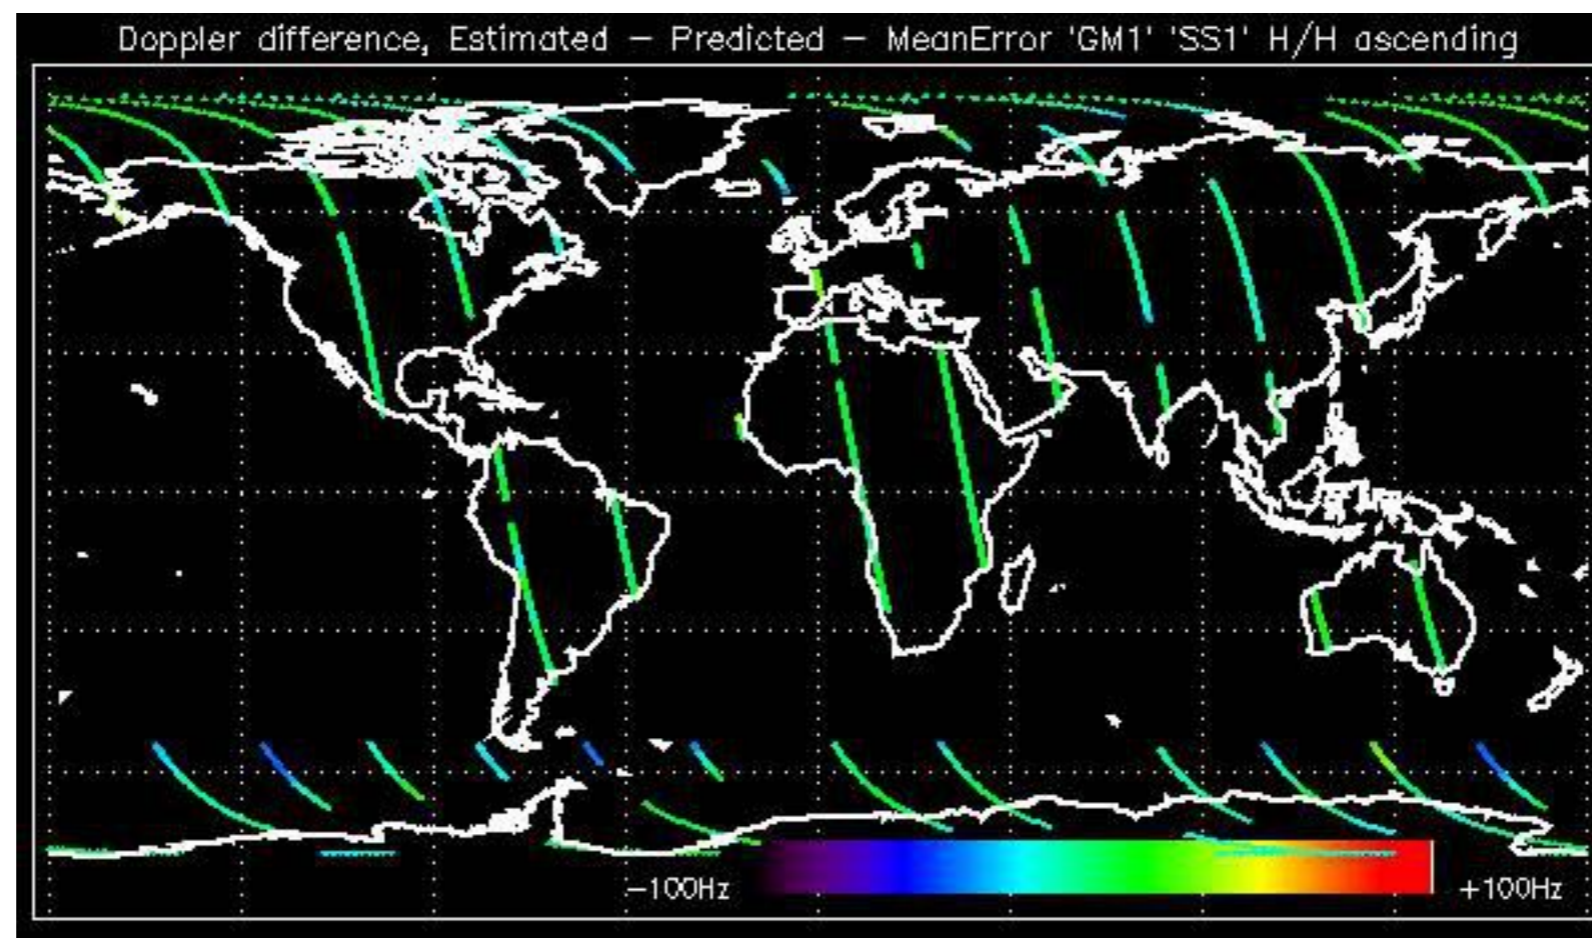 Doppler difference, Estimated – Predicted – MeanError 'GM1' 'SS1' H/H ascending
–100Hz +100Hz